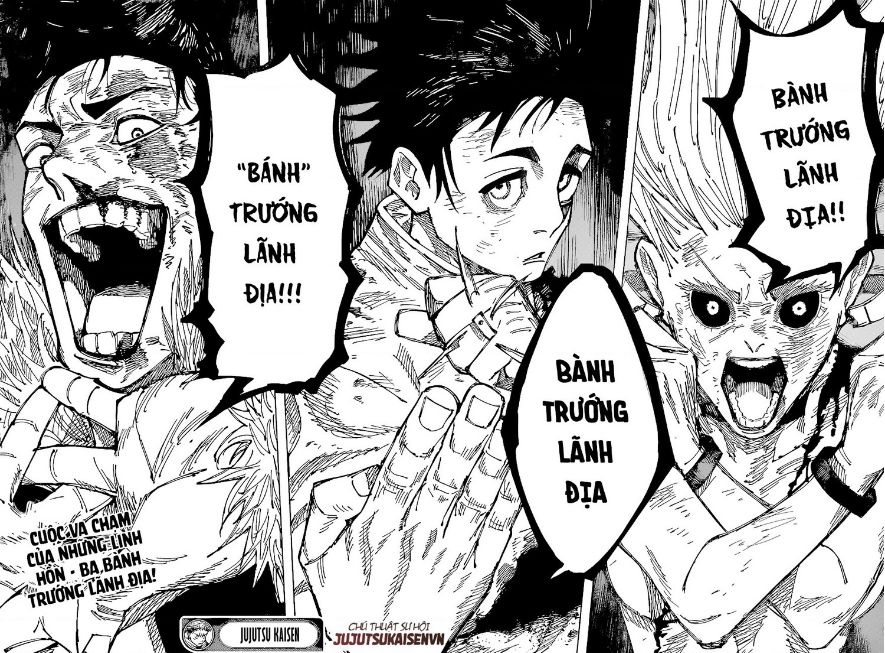 BÀNH
TRƯỚNG
LÃNH
ĐỊA!!
BÀNH
TRƯỚNG
LÃNH
ĐỊA
"BÁNH"
TRƯỚNG
LÃNH
ĐỊA!!!
CUỘC VA CHẠM
CỦA NHỮNG LINH
HỒN - BA BÀNH
TRƯỚNG LÃNH ĐỊA!
JUJUTSU KAISEN
CHÚ THUẬT SƯ HỘI
JUJUTSUKAISENVN